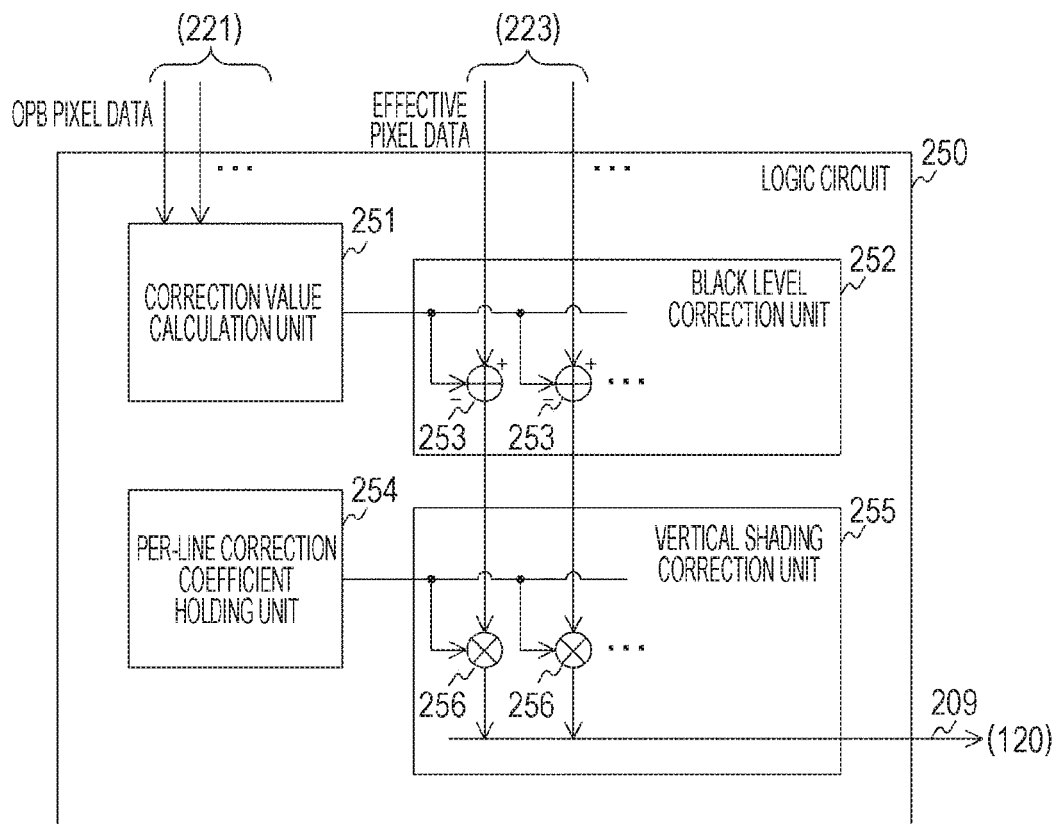 (221)
(223)
OPB PIXEL DATA
EFFECTIVE
PIXEL DATA
LOGIC CIRCUIT
250
251
CORRECTION VALUE
CALCULATION UNIT
252
BLACK LEVEL
CORRECTION UNIT
+
+
−
−
253
253
254
PER-LINE CORRECTION
COEFFICIENT
HOLDING UNIT
255
VERTICAL SHADING
CORRECTION UNIT
256
256
209
(120)